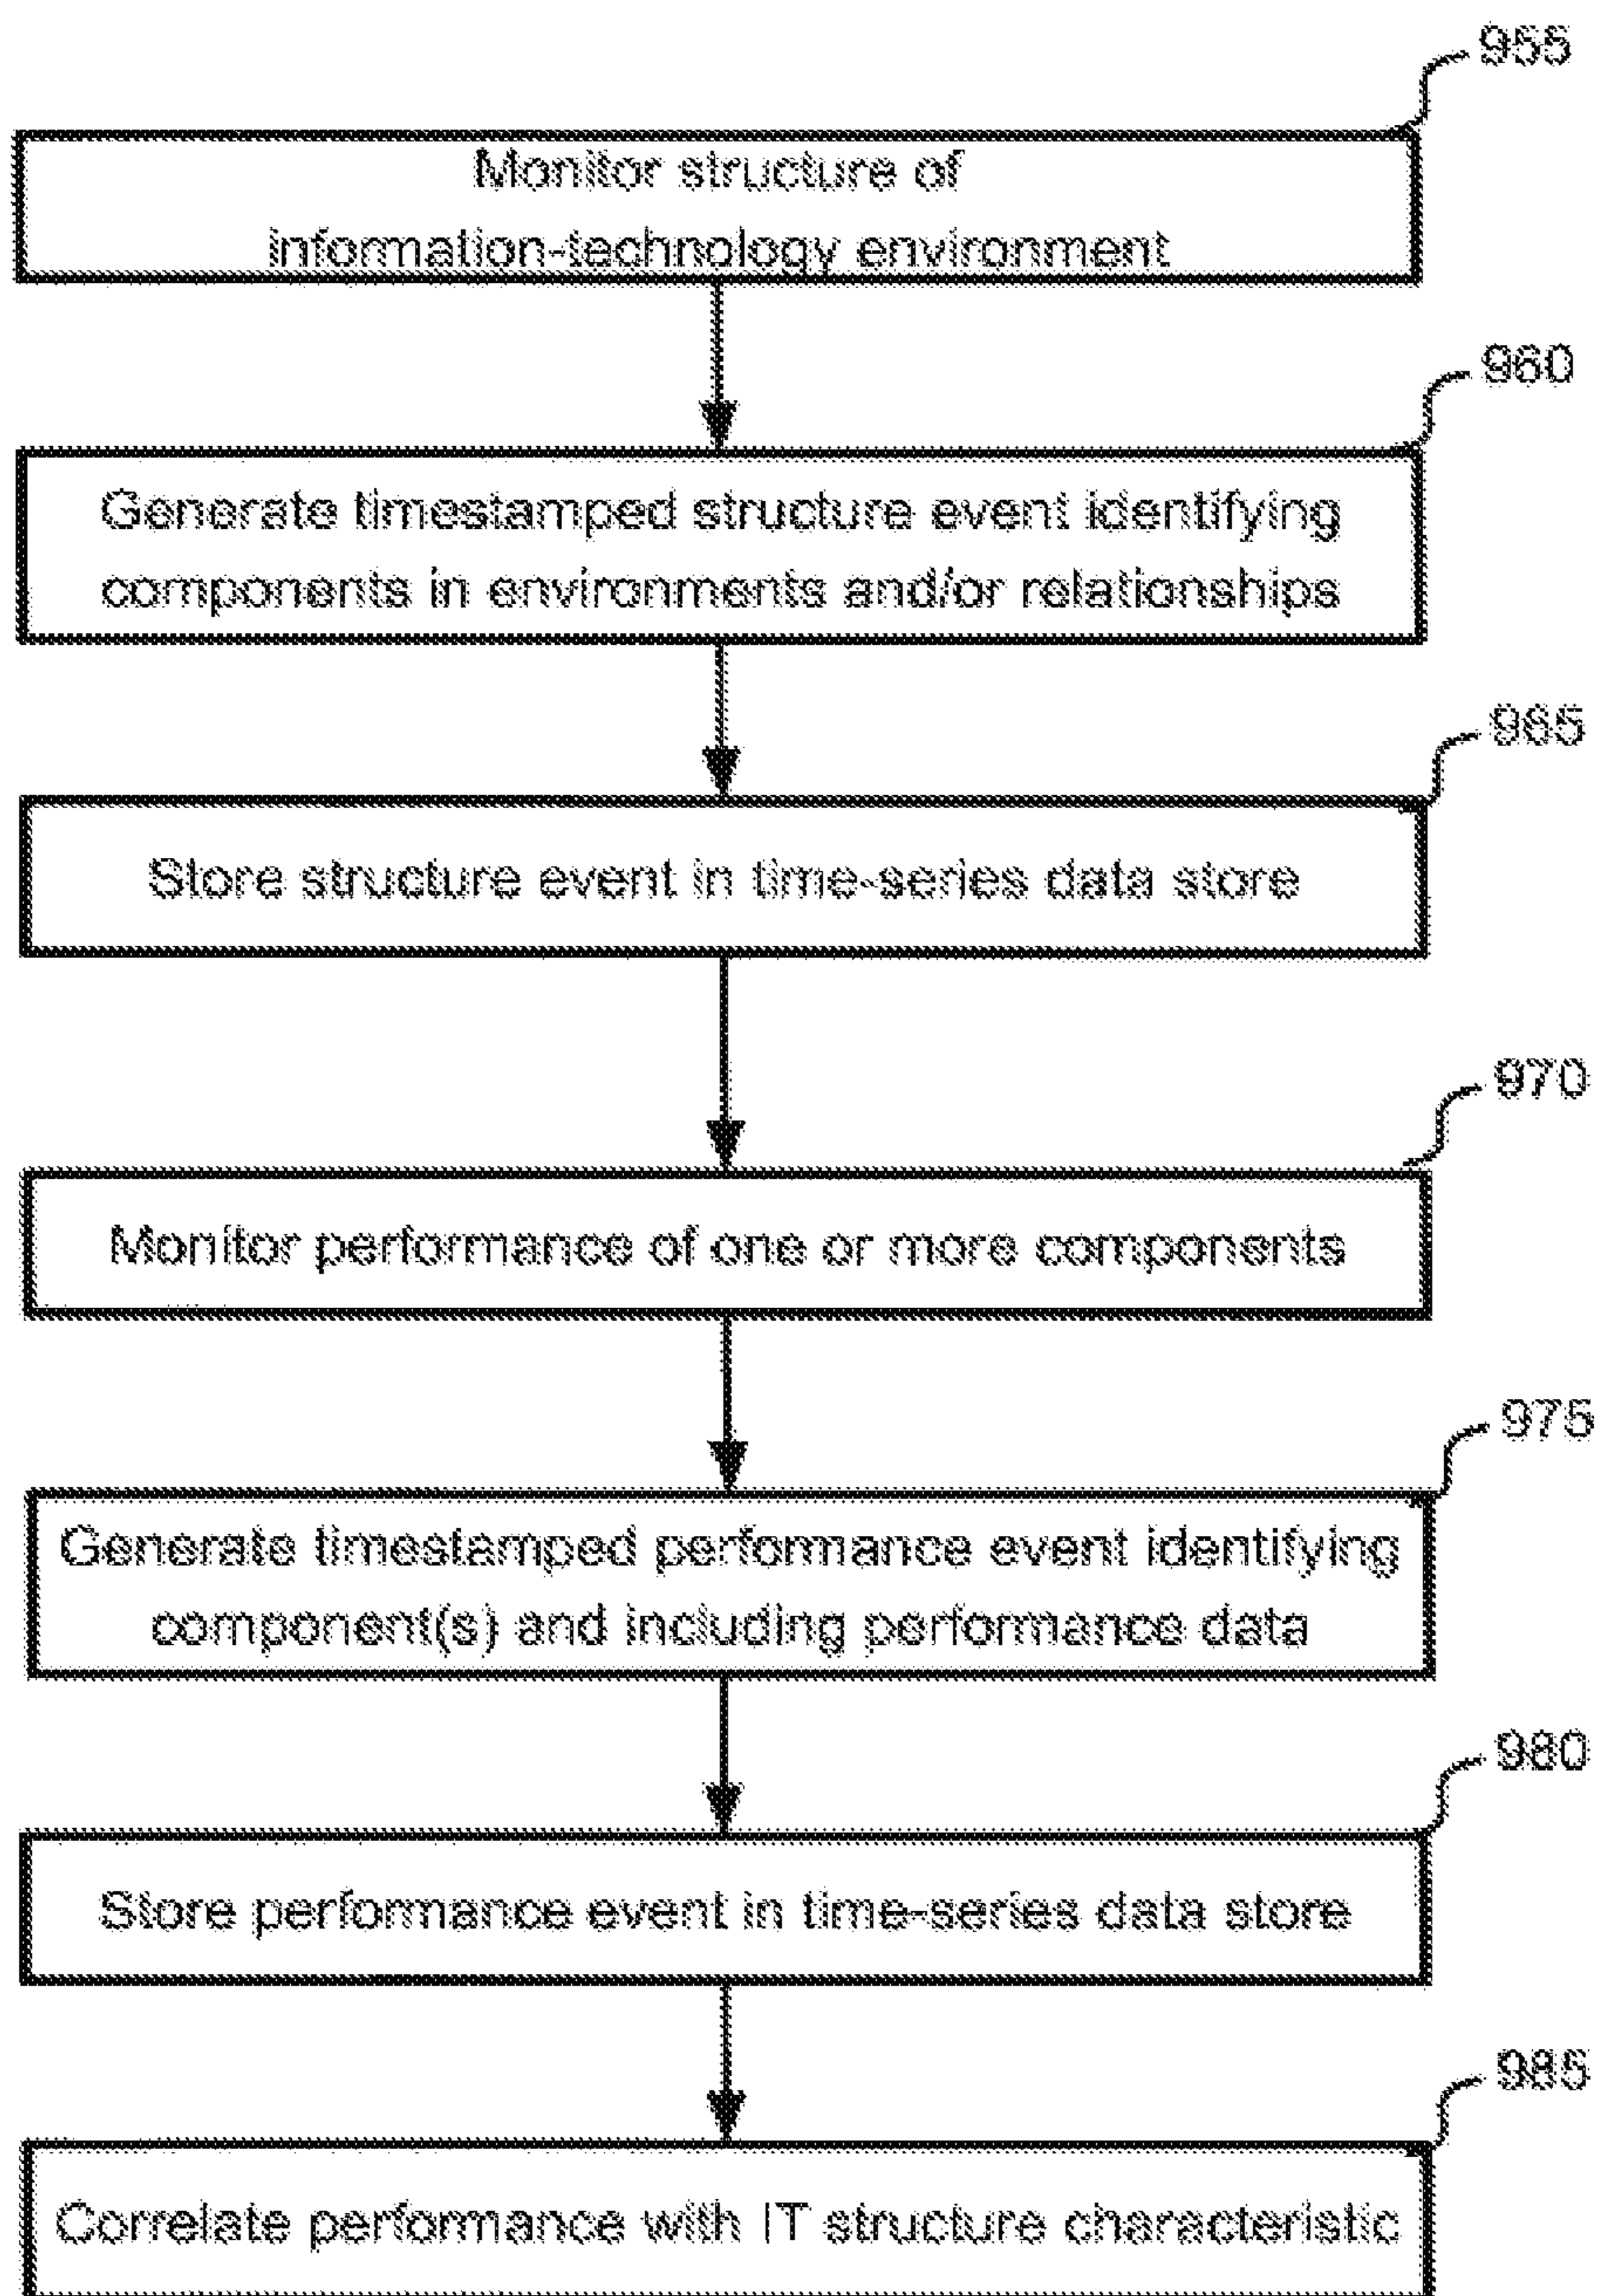 955
Monitor structure of
information-technology environment
960
Generate timestamped structure event identifying
components in environments and/or relationships
965
Store structure event in time-series data store
970
Monitor performance of one or more components
975
Generate timestamped performance event identifying
component(s) and including performance data
980
Store performance event in time-series data store
985
Correlate performance with IT structure characteristic